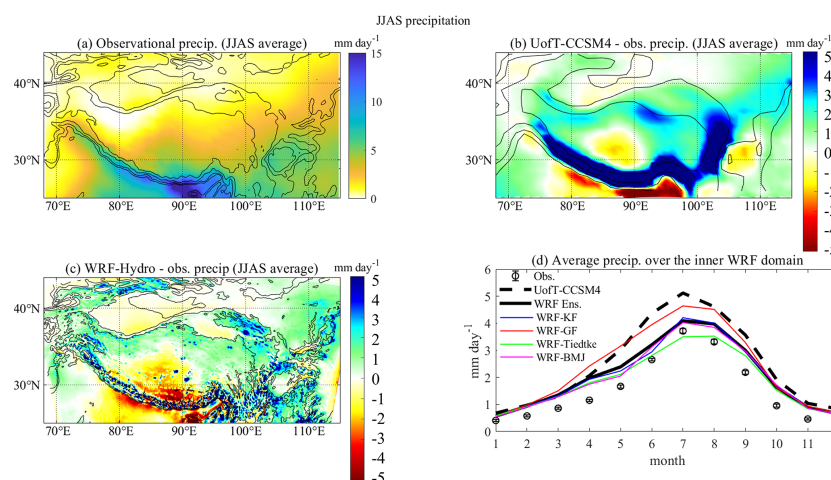 JJAS precipitation
(a) Observational precip. (JJAS average)
mm day-1
40°N
30°N
70°E 80°E 90°E 100°E 110°E
15
10
5
0
(b) UofT-CCSM4 - obs. precip. (JJAS average)
mm day-1
40°N
30°N
70°E 80°E 90°E 100°E 110°E
5
4
3
2
1
0
-1
-2
(c) WRF-Hydro - obs. precip (JJAS average)
mm day-1
40°N
30°N
70°E 80°E 90°E 100°E 110°E
5
4
3
2
1
0
-1
-2
-3
-4
-5
(d) Average precip. over the inner WRF domain
Obs.
UofT-CCSM4
WRF Ens.
WRF-KF
WRF-GF
WRF-Tiedtke
WRF-BMJ
mm day-1
6
5
4
3
2
1
0
1 2 3 4 5 6 7 8 9 10 11
month